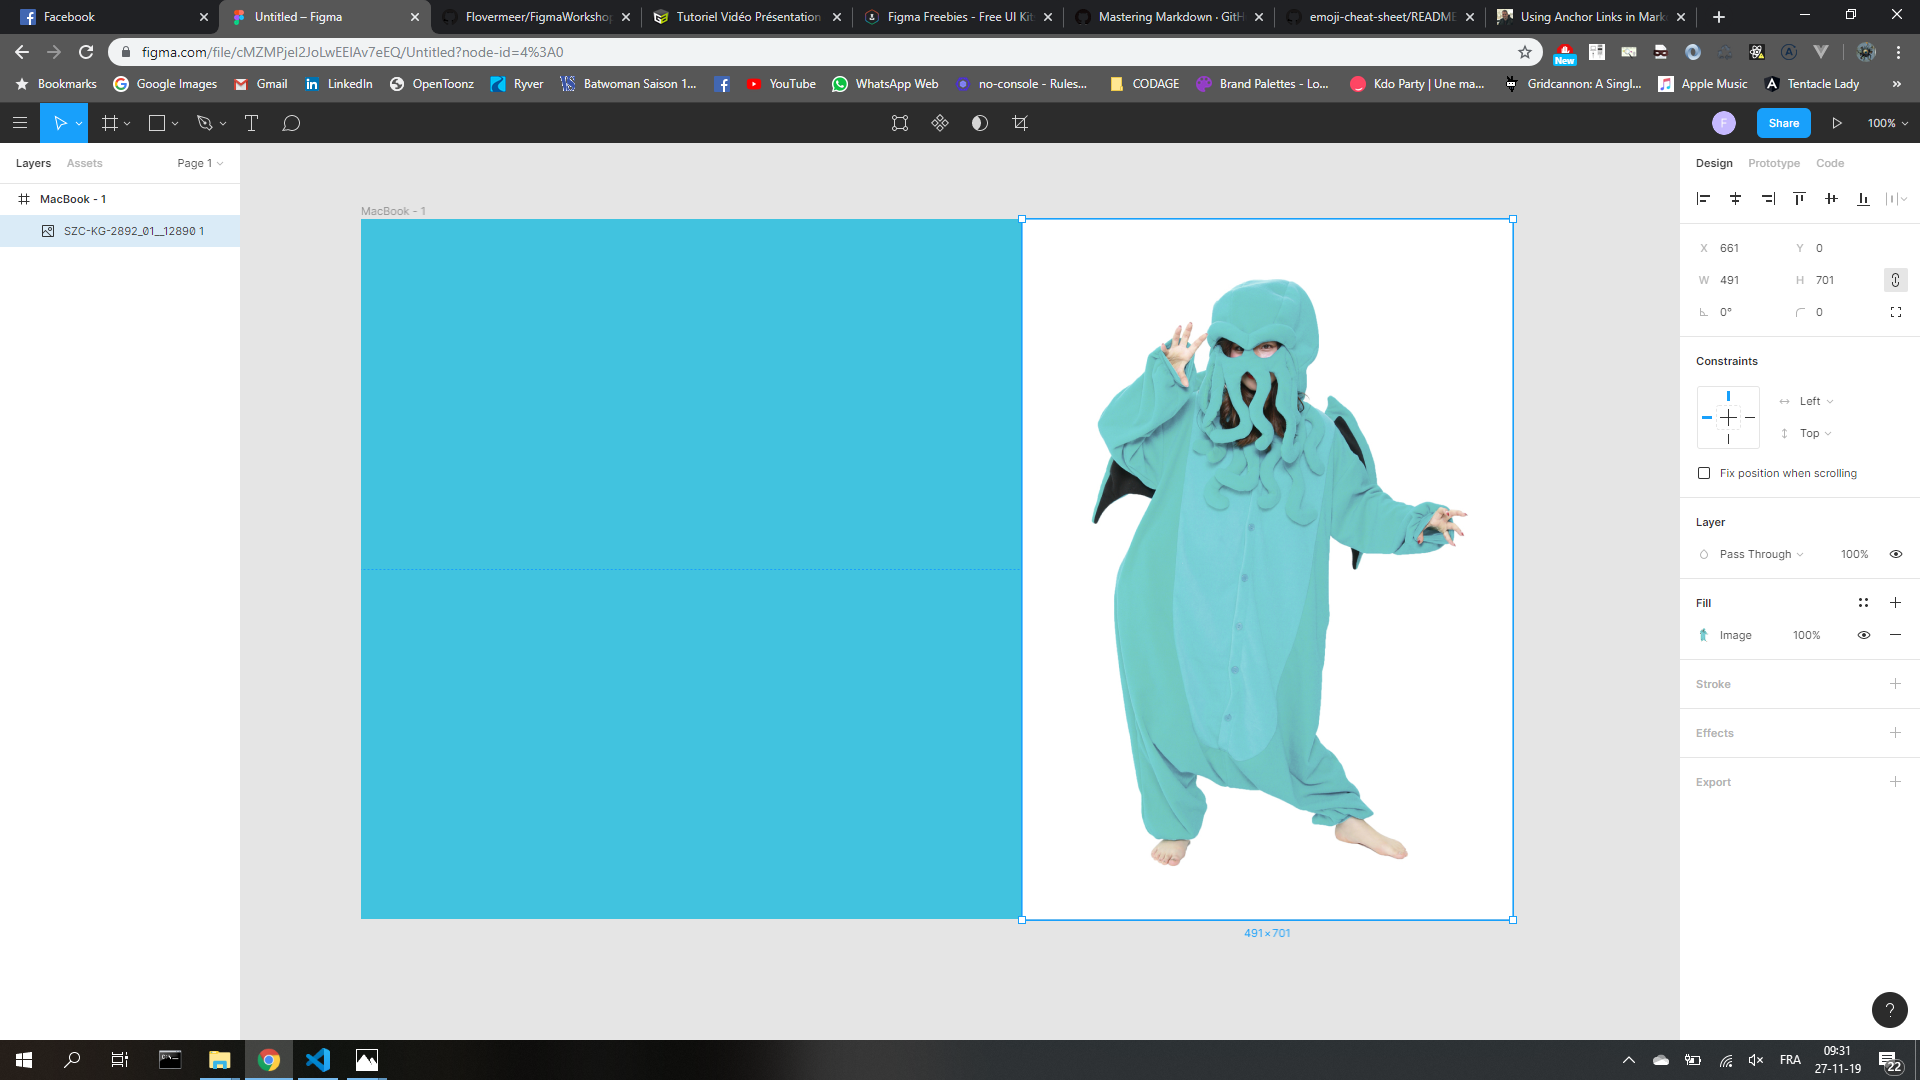 Facebook
Untitled – Figma
Flovermeer/FigmaWorkshop
Tutoriel Vidéo Présentation
Figma Freebies - Free UI Kit
Mastering Markdown · GitH
emoji-cheat-sheet/README
Using Anchor Links in Mark
figma.com/file/cMZMPjeI2JoLwEEIAv7eEQ/Untitled?node-id=4%3A0
New
Bookmarks
Google Images
Gmail
LinkedIn
OpenToonz
Ryver
Batwoman Saison 1...
YouTube
WhatsApp Web
no-console - Rules...
CODAGE
Brand Palettes - Lo...
Kdo Party | Une ma...
Gridcannon: A Singl...
Apple Music
Tentacle Lady
»
F
Share
100%
Layers
Assets
Page 1
MacBook - 1
SZC-KG-2892_01__12890 1
MacBook - 1
491×701
Design
Prototype
Code
X 661
Y 0
W 491
H 701
0°
0
Constraints
Left
Top
Fix position when scrolling
Layer
Pass Through
100%
Fill
Image
100%
Stroke
Effects
Export
?
FRA
09:31
27-11-19
22